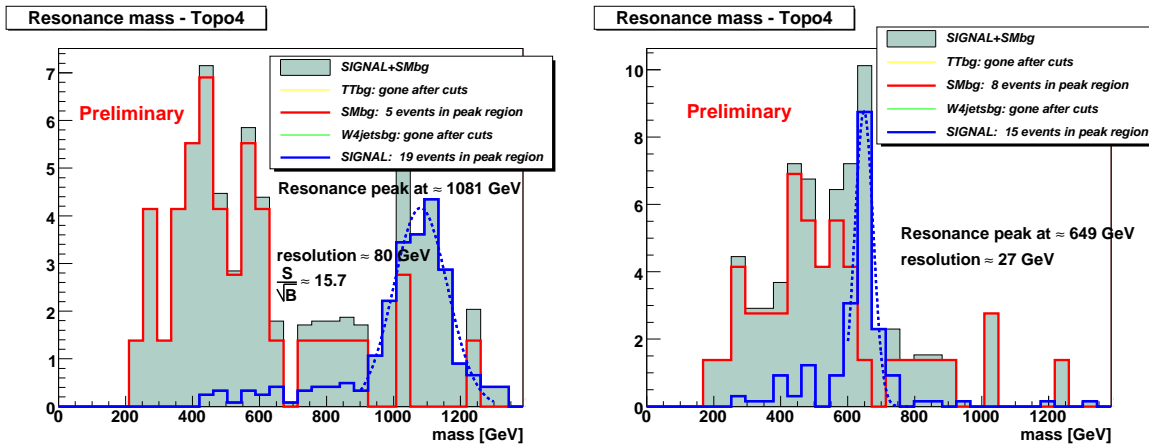 Resonance mass - Topo4
SIGNAL+SMbg
TTbg: gone after cuts
SMbg: 5 events in peak region
W4jetsbg: gone after cuts
SIGNAL: 19 events in peak region
Preliminary
Resonance peak at ≈ 1081 GeV
resolution ≈ 80 GeV
S/√B ≈ 15.7
7
6
5
4
3
2
1
0
0 200 400 600 800 1000 1200
mass [GeV]
Resonance mass - Topo4
SIGNAL+SMbg
TTbg: gone after cuts
SMbg: 8 events in peak region
W4jetsbg: gone after cuts
SIGNAL: 15 events in peak region
Preliminary
Resonance peak at ≈ 649 GeV
resolution ≈ 27 GeV
10
8
6
4
2
0
0 200 400 600 800 1000 1200
mass [GeV]